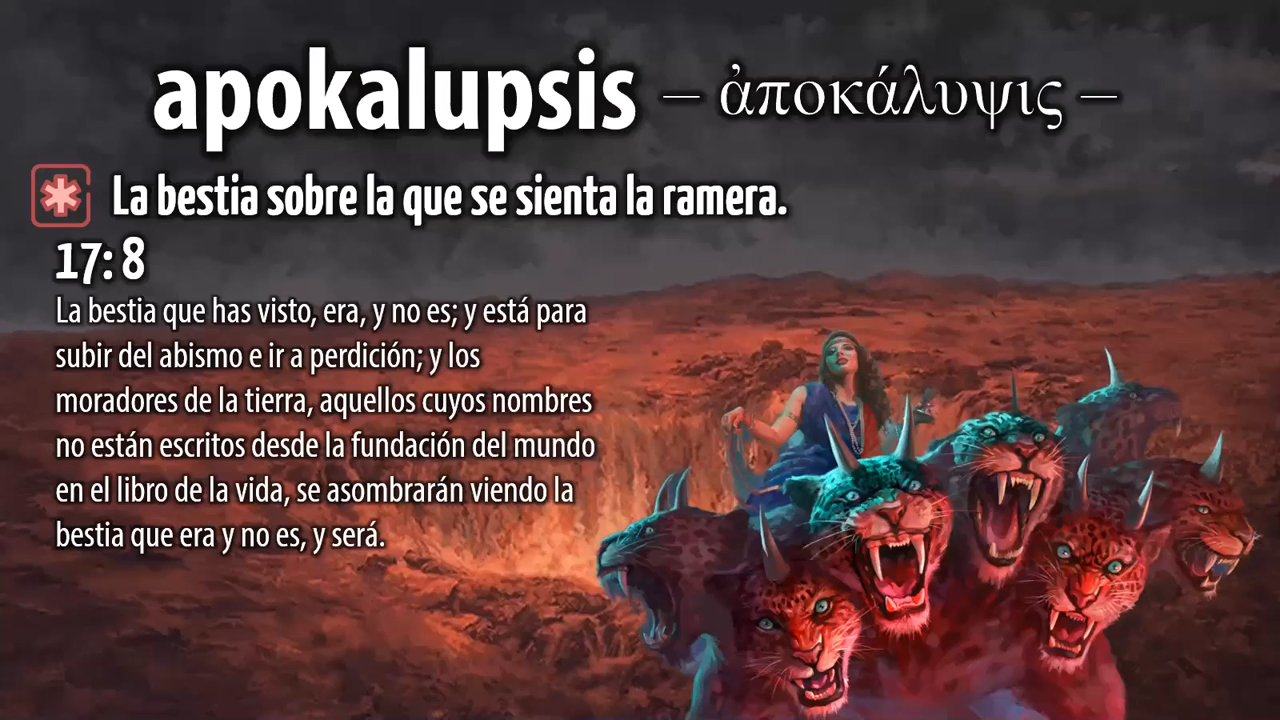 apokalupsis – ἀποκάλυψις –
La bestia sobre la que se sienta la ramera.
17: 8
La bestia que has visto, era, y no es; y está para
subir del abismo e ir a perdición; y los
moradores de la tierra, aquellos cuyos nombres
no están escritos desde la fundación del mundo
en el libro de la vida, se asombrarán viendo la
bestia que era y no es, y será.